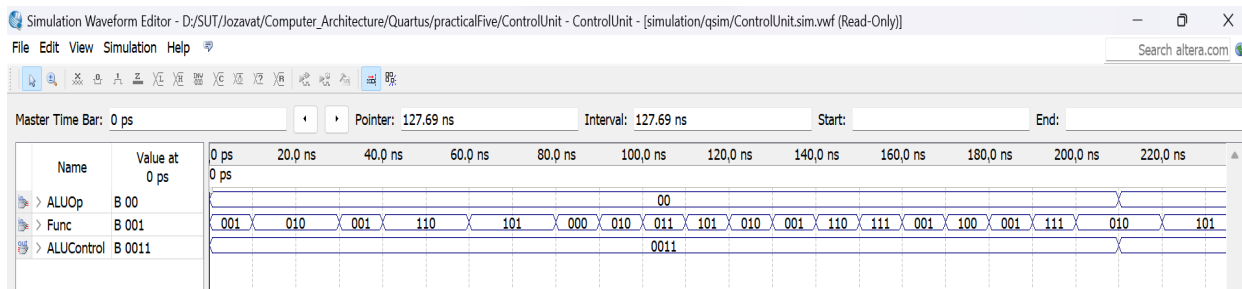 Simulation Waveform Editor - D:/SUT/Jozavat/Computer_Architecture/Quartus/practicalFive/ControlUnit - ControlUnit - [simulation/qsim/ControlUnit.sim.vwf (Read-Only)]
File Edit View Simulation Help
Search altera.com
Master Time Bar: 0 ps Pointer: 127.69 ns Interval: 127.69 ns Start: End:
Name Value at 0 ps
0 ps 20.0 ns 40.0 ns 60.0 ns 80.0 ns 100.0 ns 120.0 ns 140.0 ns 160.0 ns 180.0 ns 200.0 ns 220.0 ns
0 ps
ALUOp B 00 00
Func B 001 001 010 001 110 101 000 010 011 101 010 001 110 111 001 100 001 111 010 101
ALUControl B 0011 0011